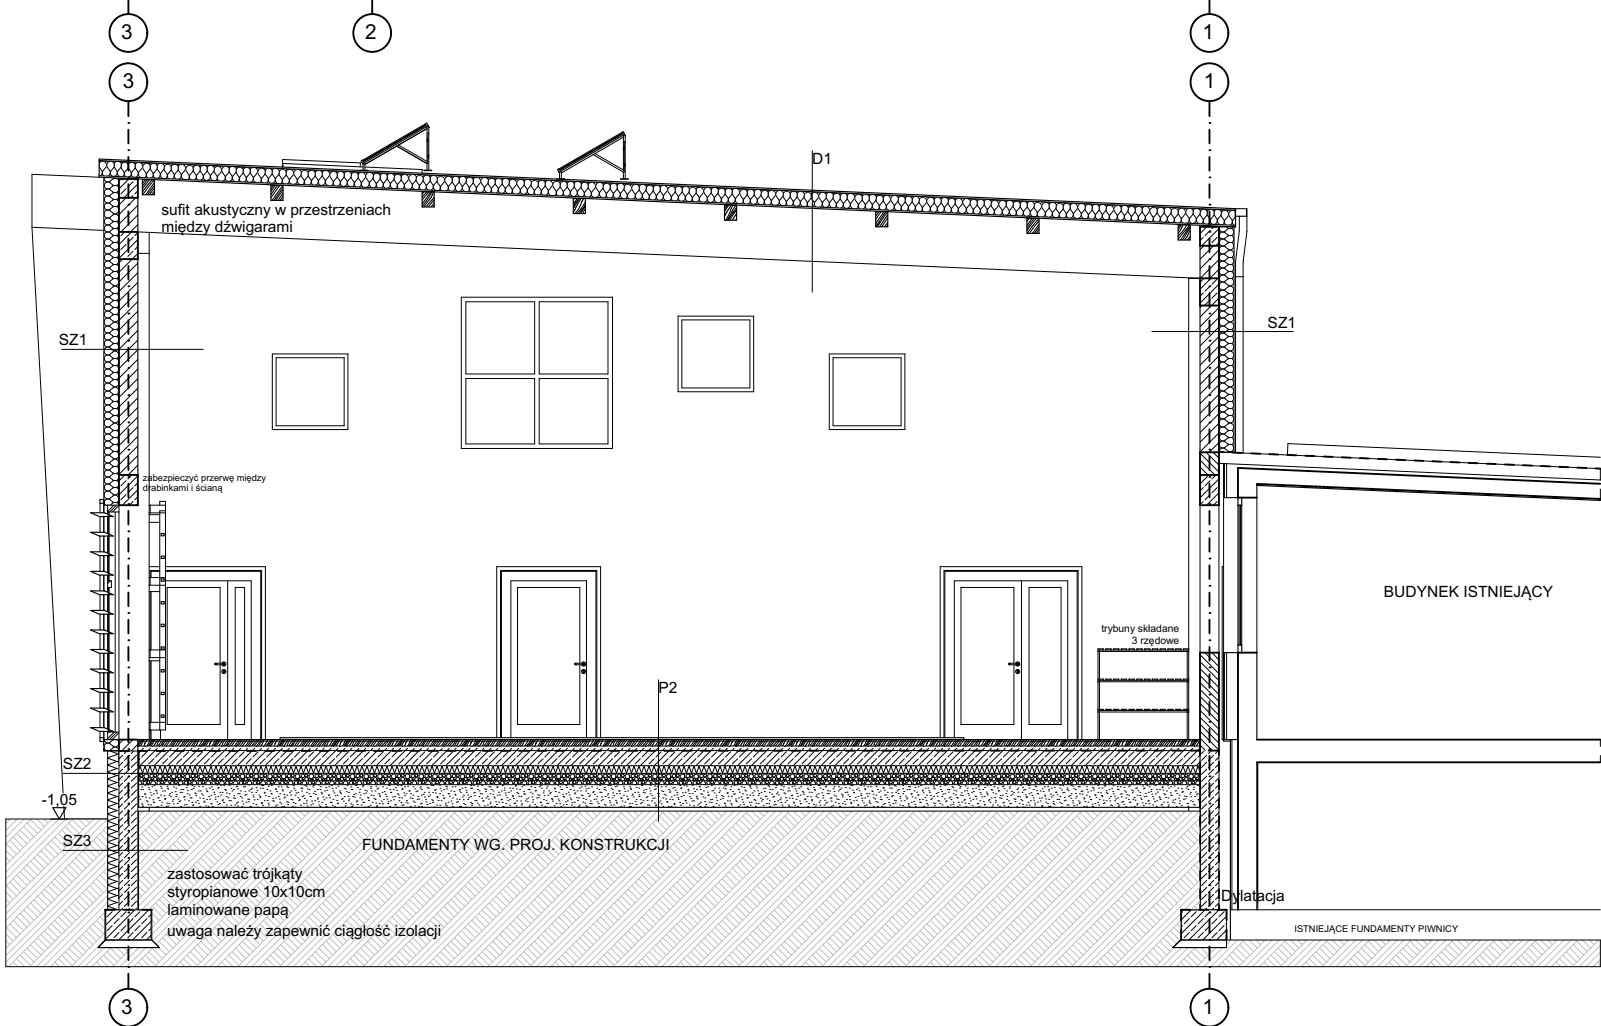 3
2
1
3
1
D1
sufit akustyczny w przestrzeniach
między dźwigarami
SZ1
SZ1
zabezpieczyć przerwę między
drabinkami i ścianą
BUDYNEK ISTNIEJĄCY
trybuny składane
3 rzędowe
P2
SZ2
-1,05
SZ3
FUNDAMENTY WG. PROJ. KONSTRUKCJI
zastosować trójkąty
styropianowe 10x10cm
laminowane papą
uwaga należy zapewnić ciągłość izolacji
Dylatacja
ISTNIEJĄCE FUNDAMENTY PIWNICY
3
1